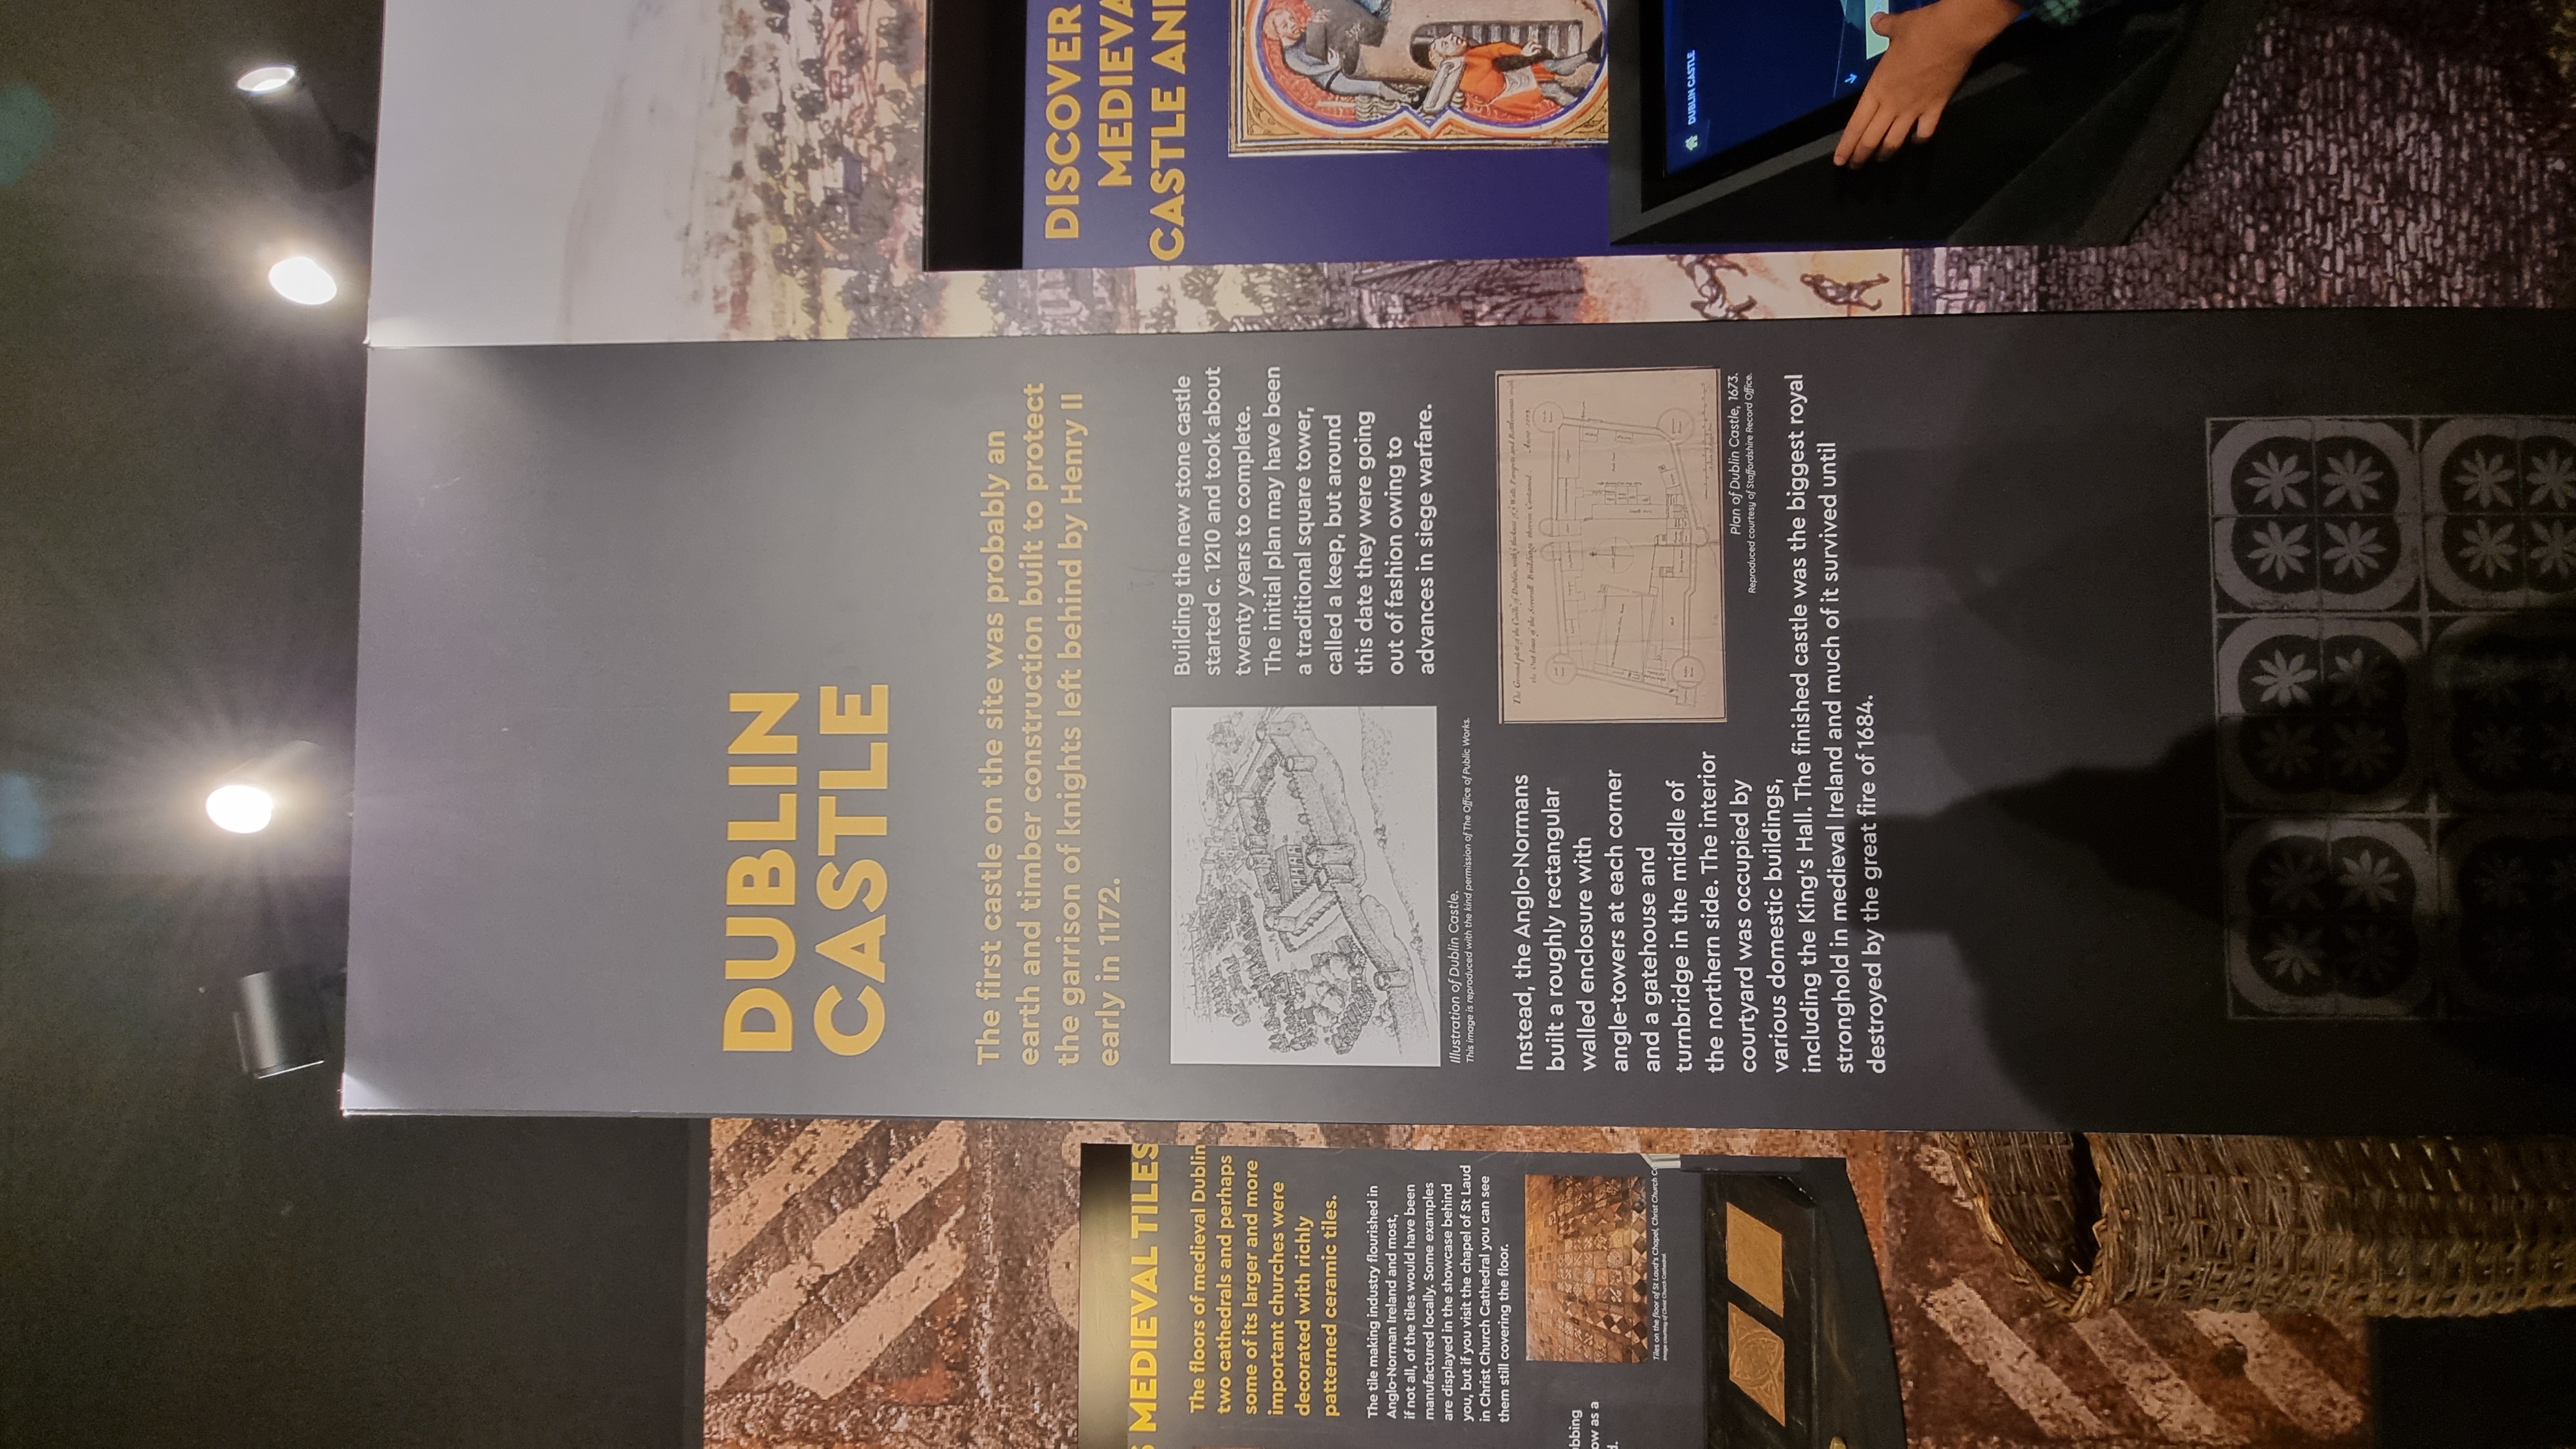 DUBLIN
CASTLE
The first castle on the site was probably an
earth and timber construction built to protect
the garrison of knights left behind by Henry II
early in 1172.
Illustration of Dublin Castle.
This image is reproduced with the kind permission of The Office of Public Works.
Building the new stone castle
started c. 1210 and took about
twenty years to complete.
The initial plan may have been
a traditional square tower,
called a keep, but around
this date they were going
out of fashion owing to
advances in siege warfare.
Instead, the Anglo-Normans
built a roughly rectangular
walled enclosure with
angle-towers at each corner
and a gatehouse and
turnbridge in the middle of
the northern side. The interior
courtyard was occupied by
various domestic buildings,
including the King's Hall. The finished castle was the biggest royal
stronghold in medieval Ireland and much of it survived until
destroyed by the great fire of 1684.
Plan of Dublin Castle, 1673.
Reproduced courtesy of Staffordshire Record Office.
MEDIEVAL TILES
The floors of medieval Dublin
two cathedrals and perhaps
some of its larger and more
important churches were
decorated with richly
patterned ceramic tiles.
The tile making industry flourished in
Anglo-Norman Ireland and most,
if not all, of the tiles would have been
manufactured locally. Some examples
are displayed in the showcase behind
you, but if you visit the chapel of St Laud
in Christ Church Cathedral you can see
them still covering the floor.
Tiles on the floor of St Laud's Chapel, Christ Church
Image courtesy of Christ Church Cathedral
DISCOVER
MEDIEVA
CASTLE AN
DUBLIN CASTLE